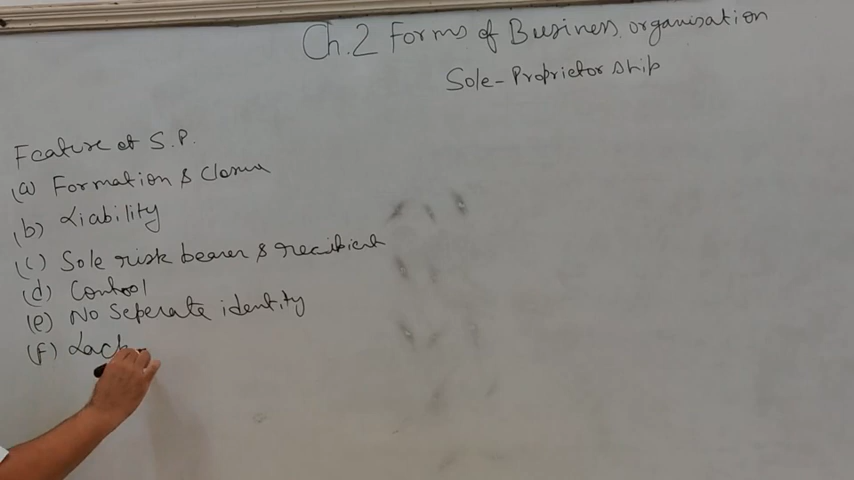 Ch.2 Forms of Business organisation
Sole-Proprietorship
Feature of S.P.
(a) Formation & Closure
(b) Liability
(c) Sole risk bearer & recipient
(d) Control
(e) No Seperate identity
(f) Lack